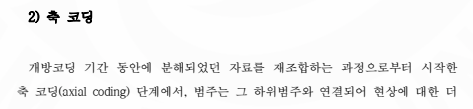 2) 축 코딩
개방코딩 기간 동안에 분해되었던 자료를 재조합하는 과정으로부터 시작한
축 코딩(axial coding) 단계에서, 범주는 그 하위범주와 연결되어 현상에 대한 더